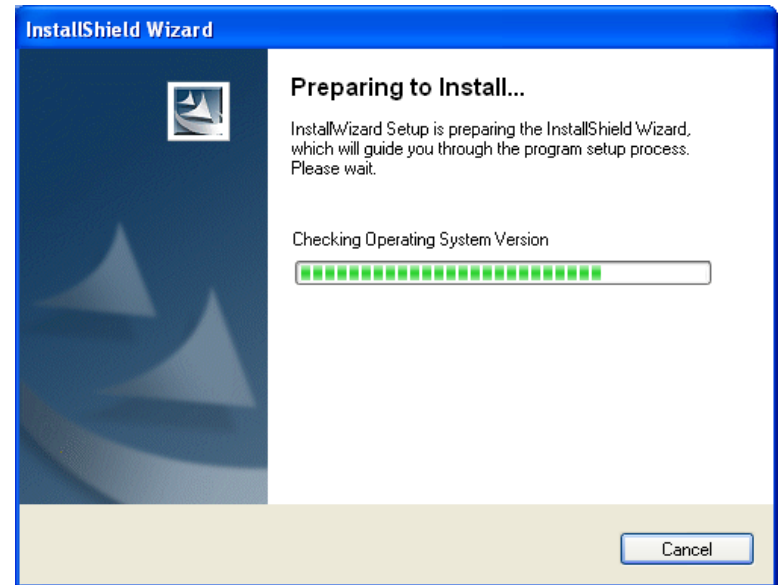 InstallShield Wizard
Preparing to Install...
InstallWizard Setup is preparing the InstallShield Wizard,
which will guide you through the program setup process.
Please wait.
Checking Operating System Version
Cancel